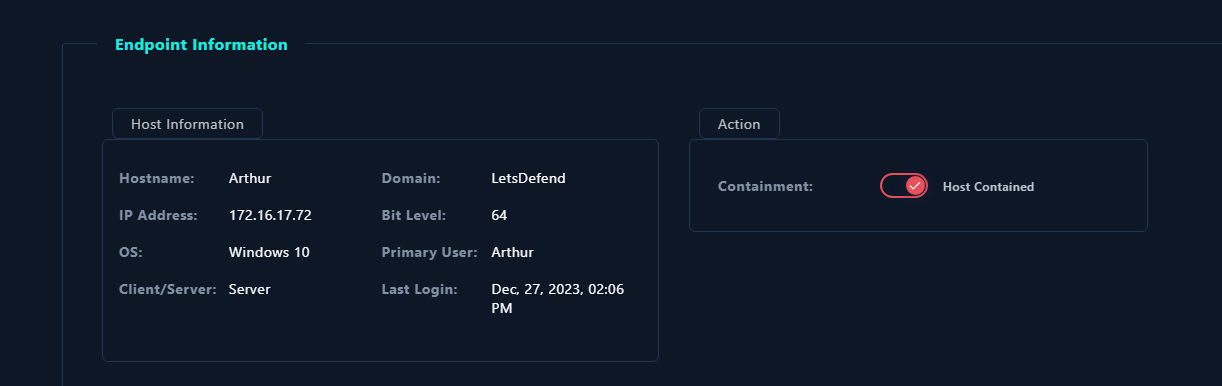 Endpoint Information
Host Information
Hostname: Arthur Domain: LetsDefend
IP Address: 172.16.17.72 Bit Level: 64
OS: Windows 10 Primary User: Arthur
Client/Server: Server Last Login: Dec, 27, 2023, 02:06
PM
Action
Containment: Host Contained